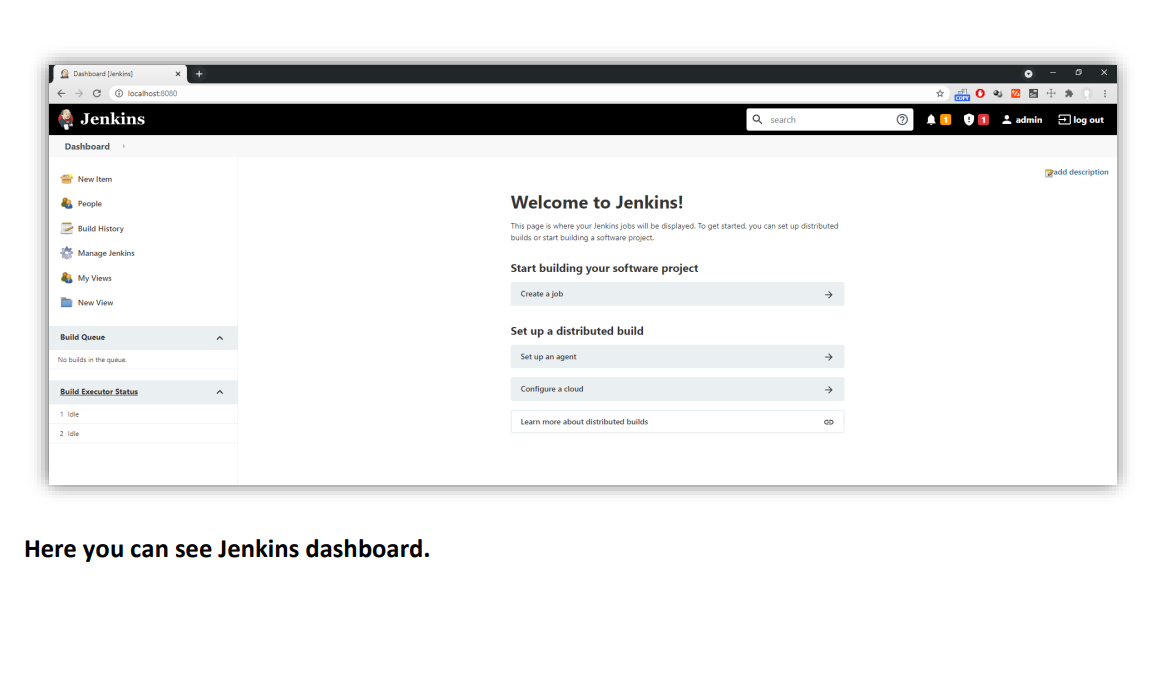 Dashboard [Jenkins]
localhost:8080
COPY
Jenkins
search
1
1
admin
log out
Dashboard
add description
New Item
People
Build History
Manage Jenkins
My Views
New View
Build Queue
No builds in the queue.
Build Executor Status
1 Idle
2 Idle
Welcome to Jenkins!
This page is where your Jenkins jobs will be displayed. To get started, you can set up distributed
builds or start building a software project.
Start building your software project
Create a job
Set up a distributed build
Set up an agent
Configure a cloud
Learn more about distributed builds
Here you can see Jenkins dashboard.